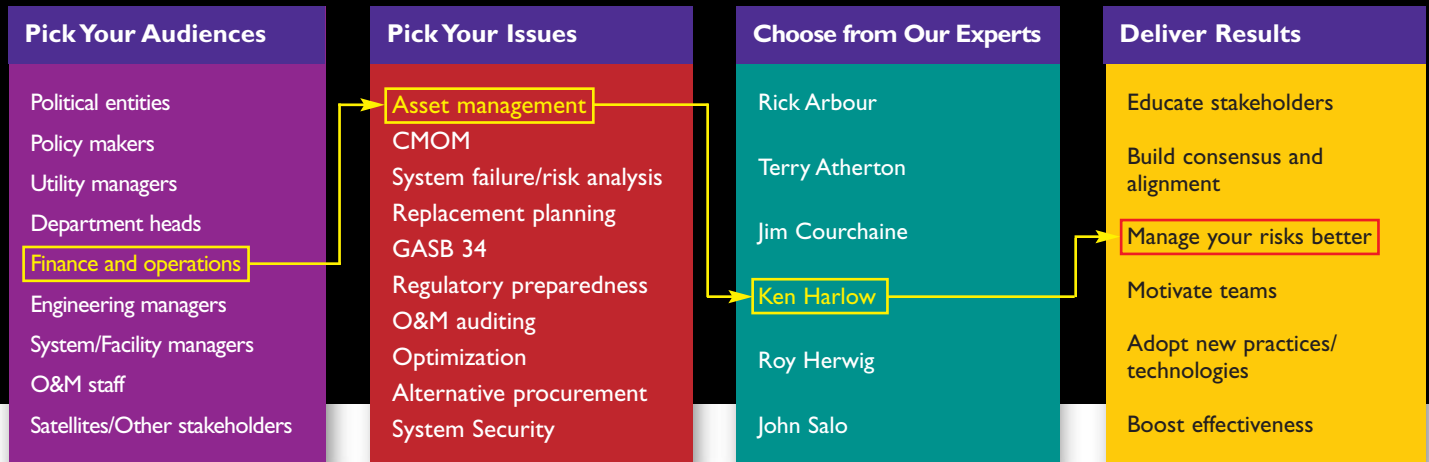 Pick Your Audiences
Political entities
Policy makers
Utility managers
Department heads
Finance and operations
Engineering managers
System/Facility managers
O&M staff
Satellites/Other stakeholders
Pick Your Issues
Asset management
CMOM
System failure/risk analysis
Replacement planning
GASB 34
Regulatory preparedness
O&M auditing
Optimization
Alternative procurement
System Security
Choose from Our Experts
Rick Arbour
Terry Atherton
Jim Courchaine
Ken Harlow
Roy Herwig
John Salo
Deliver Results
Educate stakeholders
Build consensus and
alignment
Manage your risks better
Motivate teams
Adopt new practices/
technologies
Boost effectiveness